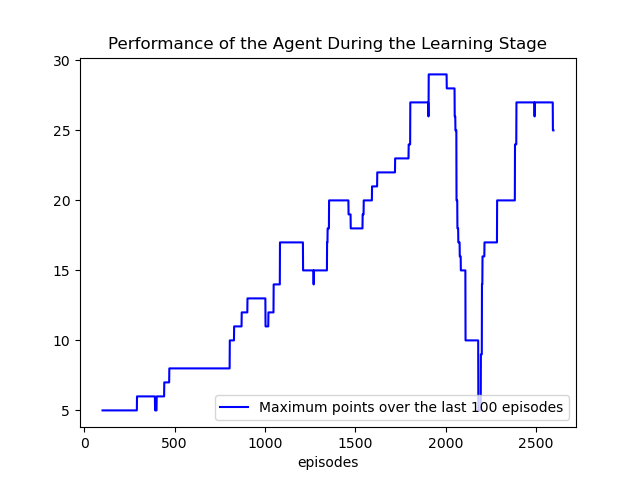 Performance of the Agent During the Learning Stage
30
25
20
15
10
5
Maximum points over the last 100 episodes
0 500 1000 1500 2000 2500
episodes